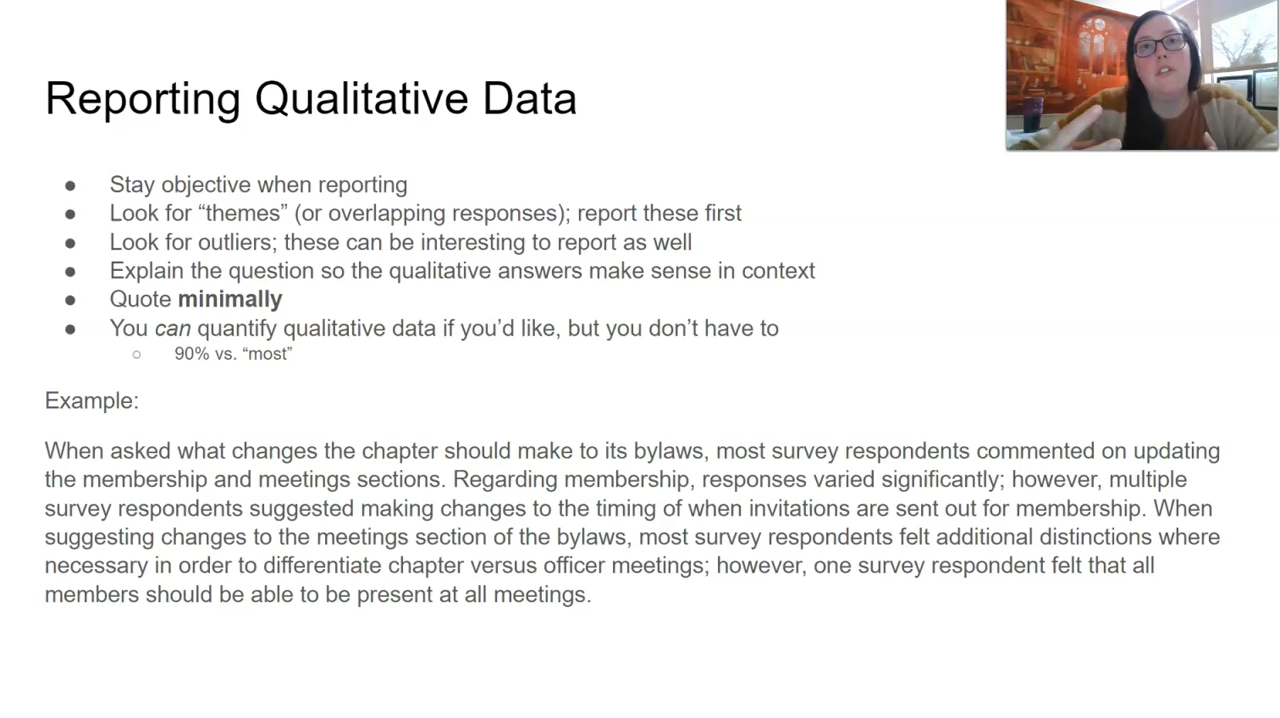 Reporting Qualitative Data
● Stay objective when reporting
● Look for “themes” (or overlapping responses); report these first
● Look for outliers; these can be interesting to report as well
● Explain the question so the qualitative answers make sense in context
● Quote minimally
● You can quantify qualitative data if you’d like, but you don’t have to
○ 90% vs. “most”
Example:
When asked what changes the chapter should make to its bylaws, most survey respondents commented on updating
the membership and meetings sections. Regarding membership, responses varied significantly; however, multiple
survey respondents suggested making changes to the timing of when invitations are sent out for membership. When
suggesting changes to the meetings section of the bylaws, most survey respondents felt additional distinctions where
necessary in order to differentiate chapter versus officer meetings; however, one survey respondent felt that all
members should be able to be present at all meetings.